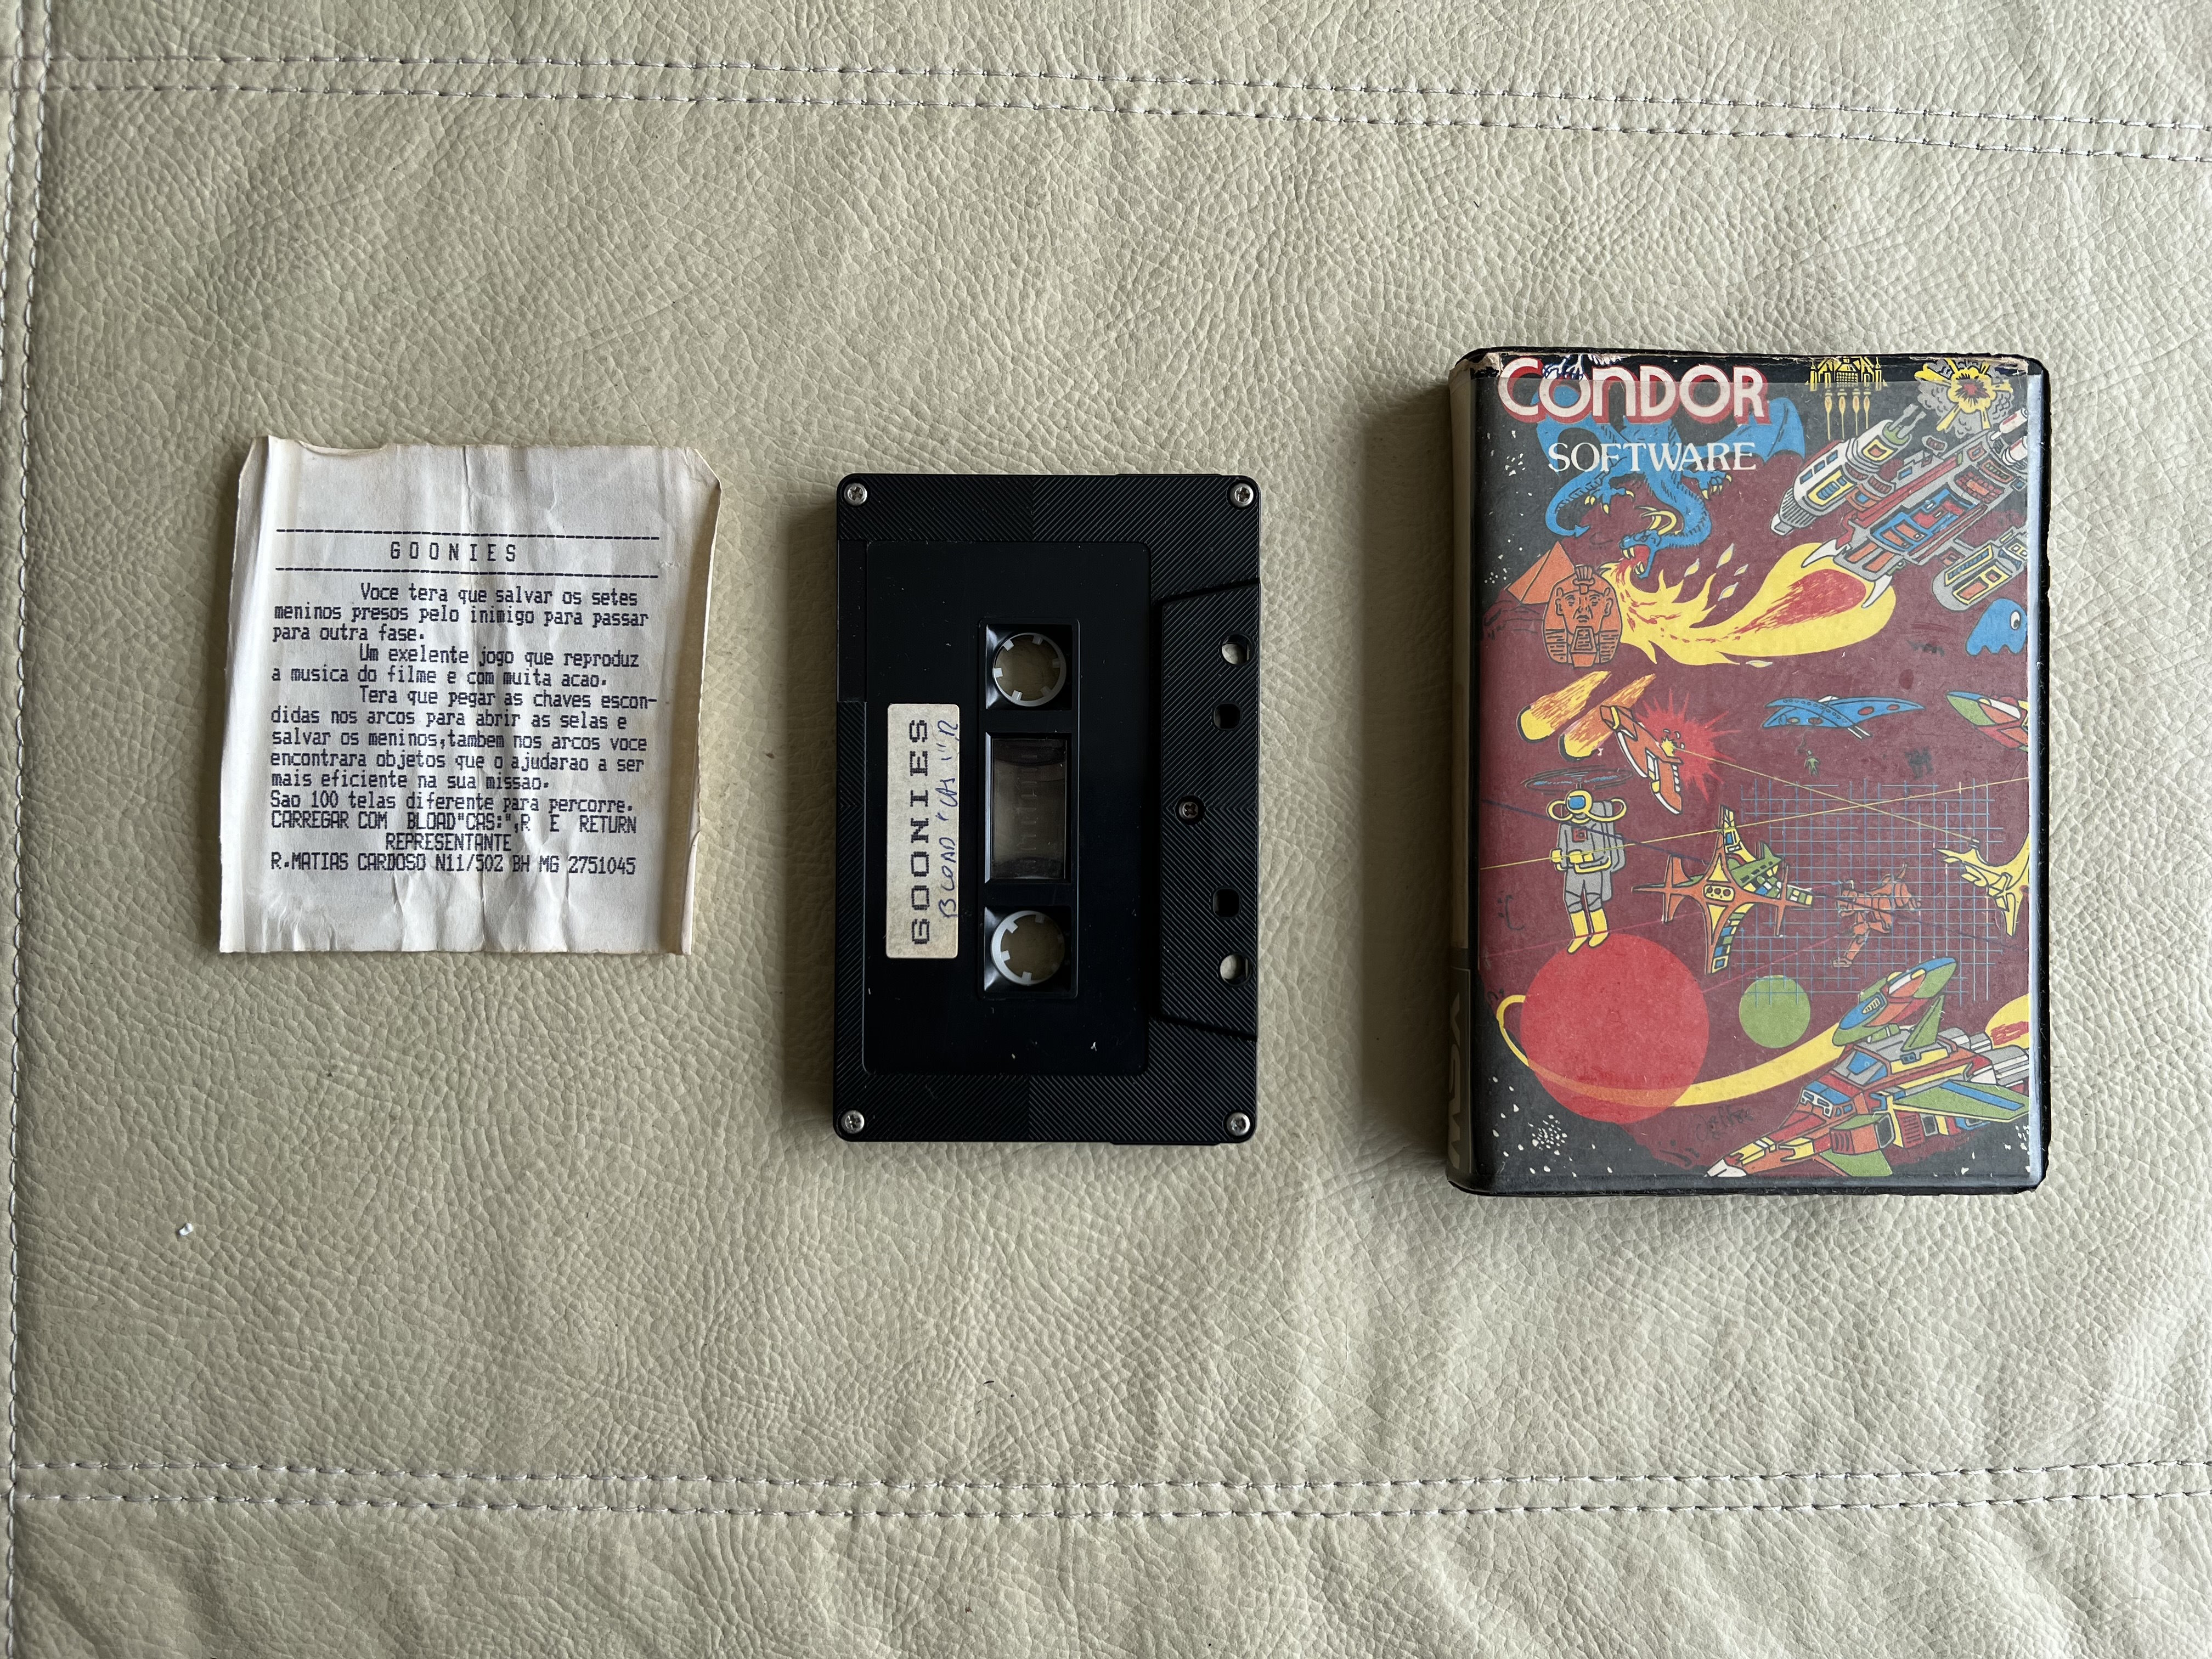 GOONIES
Voce tera que salvar os setes
meninos presos pelo inimigo para passar
para outra fase.
Um exelente jogo que reproduz
a musica do filme e com muita acao.
Tera que pegar as chaves escon-
didas nos arcos para abrir as selas e
salvar os meninos,tambem nos arcos voce
encontrara objetos que o ajudarao a ser
mais eficiente na sua missao.
Sao 100 telas diferente para percorre.
CARREGAR COM BLOAD"CAS:",R E RETURN
REPRESENTANTE
R.MATIAS CARDOSO N11/502 BH MG 2751045
GOONIES
BLOAD "CAS:",R
CONDOR
SOFTWARE